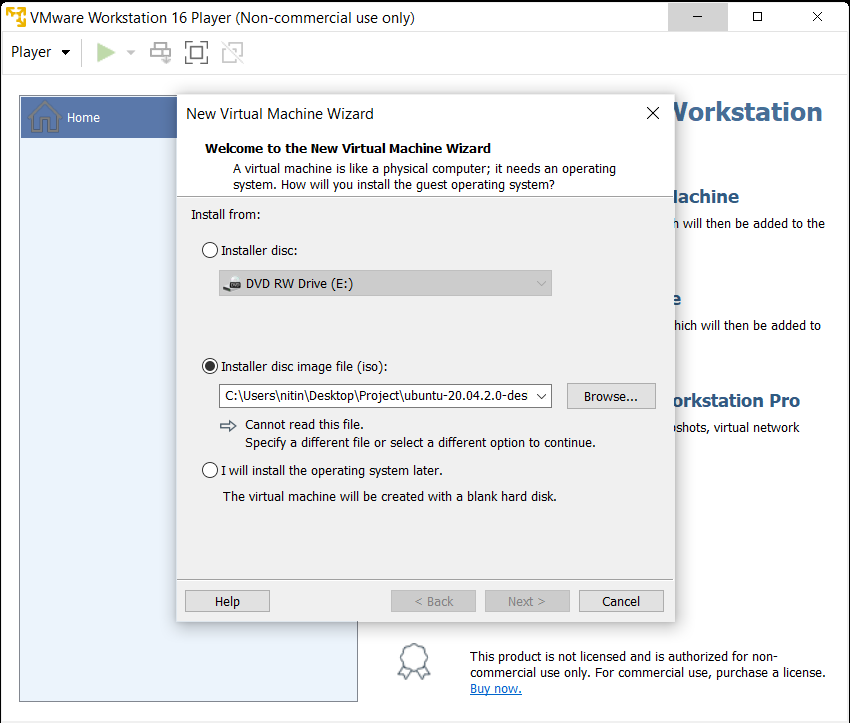 VMware Workstation 16 Player (Non-commercial use only)
Player
Home
Workstation
Machine
h will then be added to the
e
hich will then be added to
orkstation Pro
shots, virtual network
New Virtual Machine Wizard
Welcome to the New Virtual Machine Wizard
A virtual machine is like a physical computer; it needs an operating
system. How will you install the guest operating system?
Install from:
Installer disc:
DVD RW Drive (E:)
Installer disc image file (iso):
C:\Users\nitin\Desktop\Project\ubuntu-20.04.2.0-des
Browse...
Cannot read this file.
Specify a different file or select a different option to continue.
I will install the operating system later.
The virtual machine will be created with a blank hard disk.
Help
< Back
Next >
Cancel
This product is not licensed and is authorized for non-
commercial use only. For commercial use, purchase a license.
Buy now.